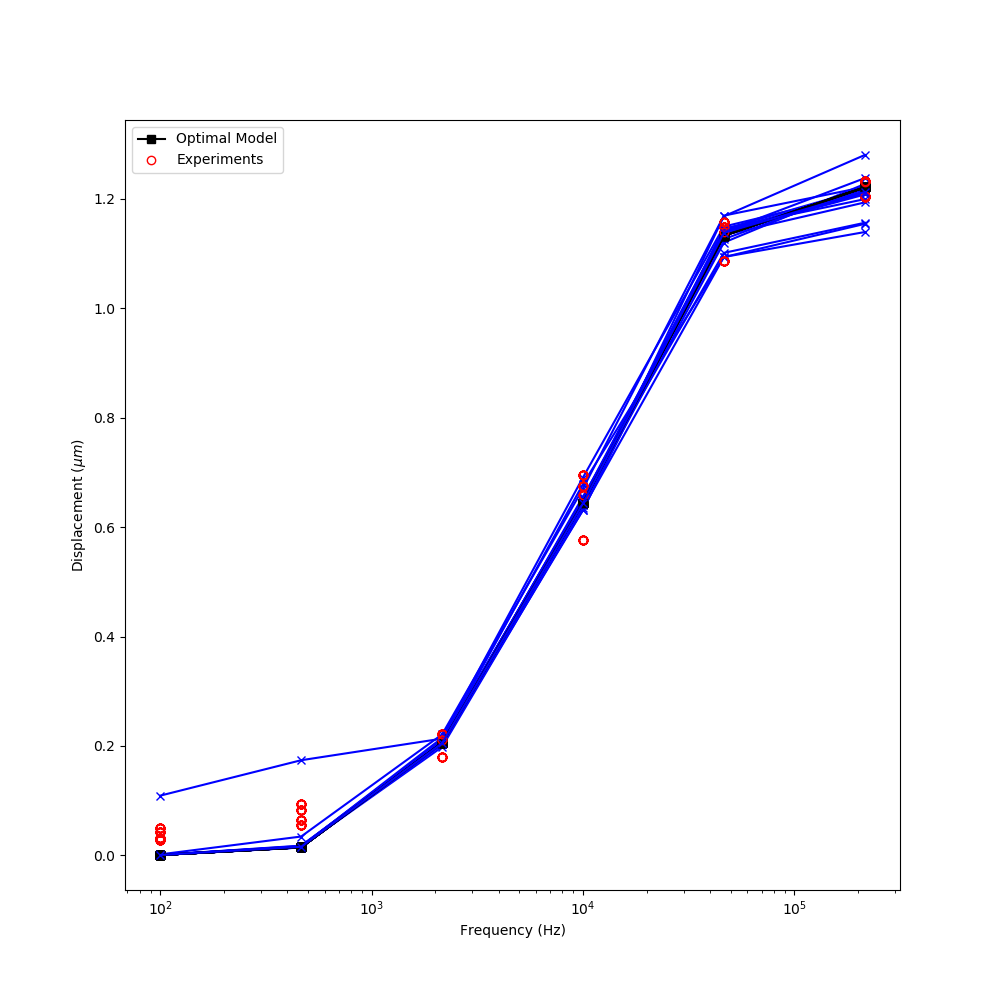 Optimal Model
Experiments
1.2
1.0
0.8
0.6
0.4
0.2
0.0
10² 10³ 10⁴ 10⁵
Displacement (μm)
Frequency (Hz)